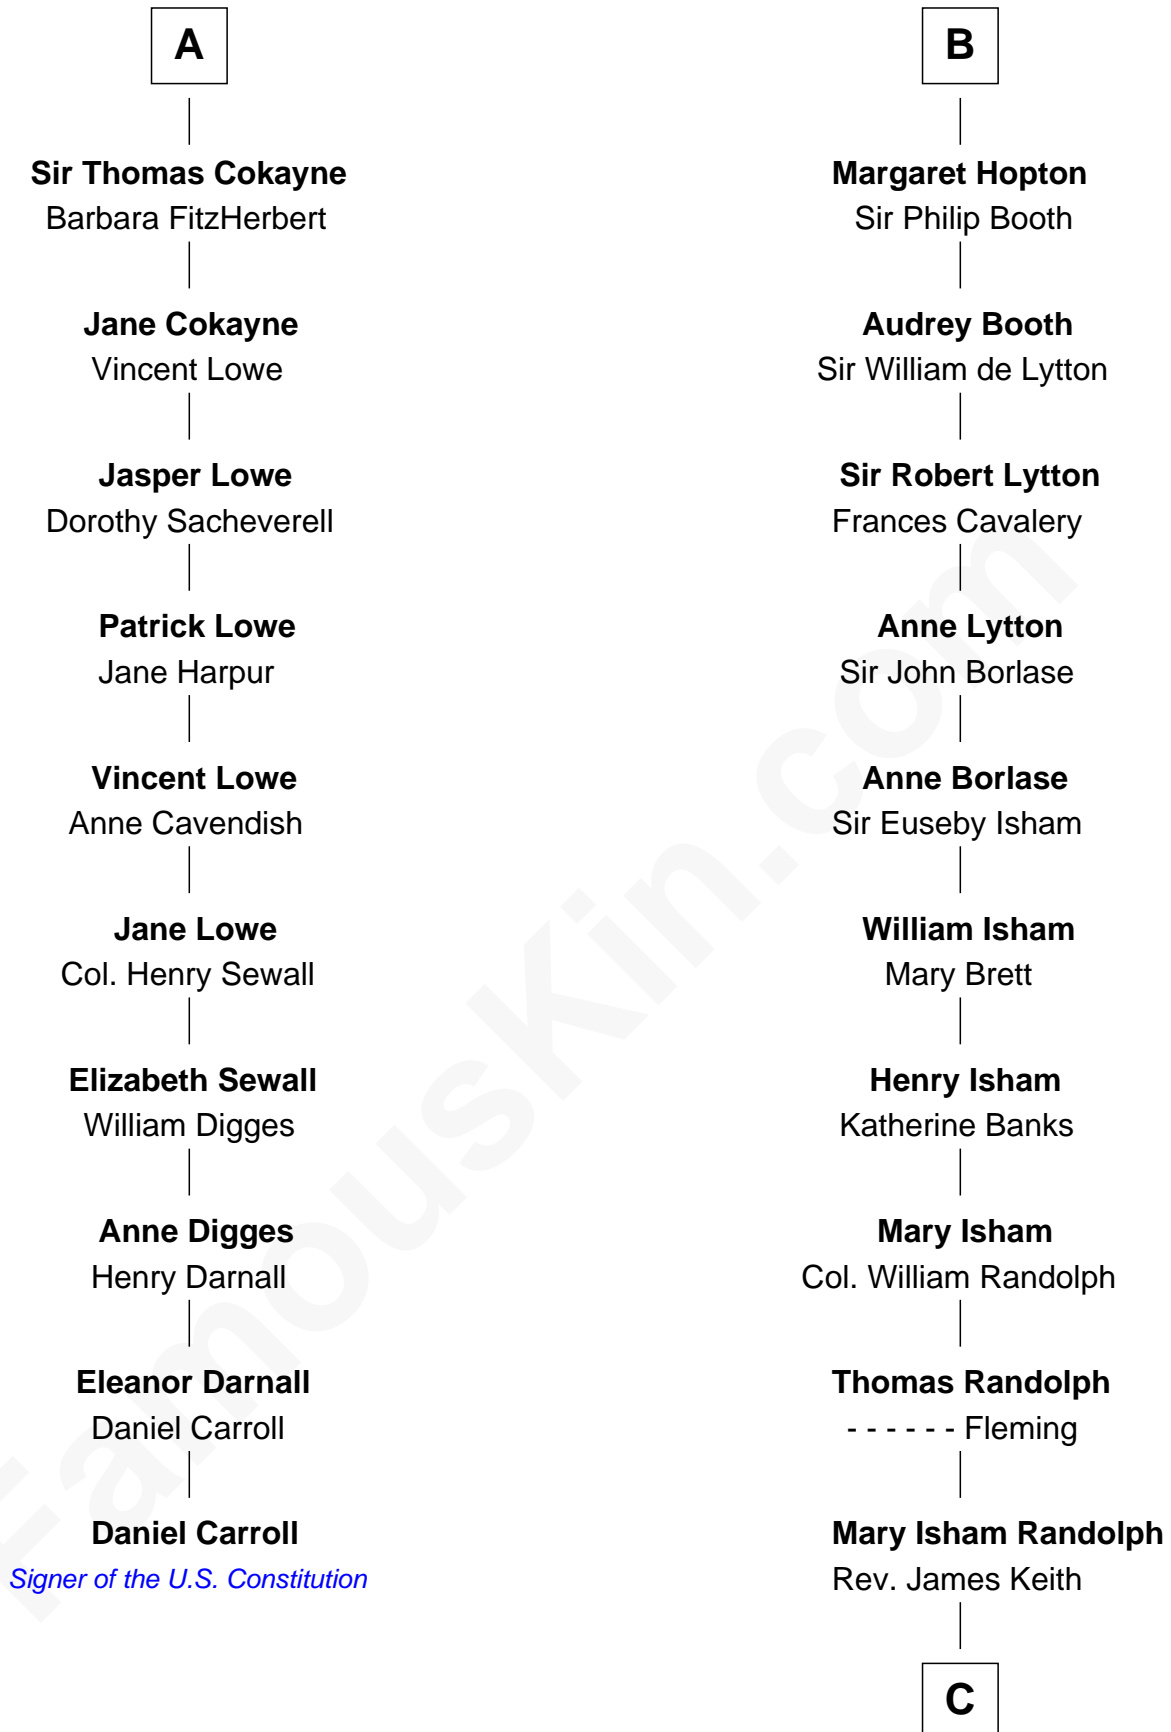 A
Sir Thomas Cokayne
Barbara FitzHerbert
Jane Cokayne
Vincent Lowe
Jasper Lowe
Dorothy Sacheverell
Patrick Lowe
Jane Harpur
Vincent Lowe
Anne Cavendish
Jane Lowe
Col. Henry Sewall
Elizabeth Sewall
William Digges
Anne Digges
Henry Darnall
Eleanor Darnall
Daniel Carroll
Daniel Carroll
Signer of the U.S. Constitution
B
Margaret Hopton
Sir Philip Booth
Audrey Booth
Sir William de Lytton
Sir Robert Lytton
Frances Cavalery
Anne Lytton
Sir John Borlase
Anne Borlase
Sir Euseby Isham
William Isham
Mary Brett
Henry Isham
Katherine Banks
Mary Isham
Col. William Randolph
Thomas Randolph
- - - - - - Fleming
Mary Isham Randolph
Rev. James Keith
C
FamousKin.com